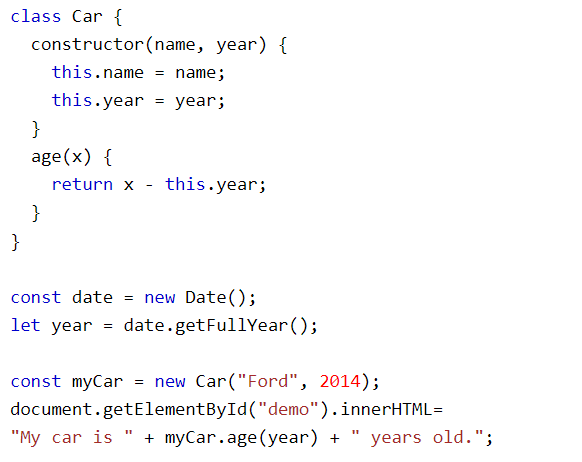 class Car {
  constructor(name, year) {
    this.name = name;
    this.year = year;
  }
  age(x) {
    return x - this.year;
  }
}

const date = new Date();
let year = date.getFullYear();

const myCar = new Car("Ford", 2014);
document.getElementById("demo").innerHTML=
"My car is " + myCar.age(year) + " years old.";